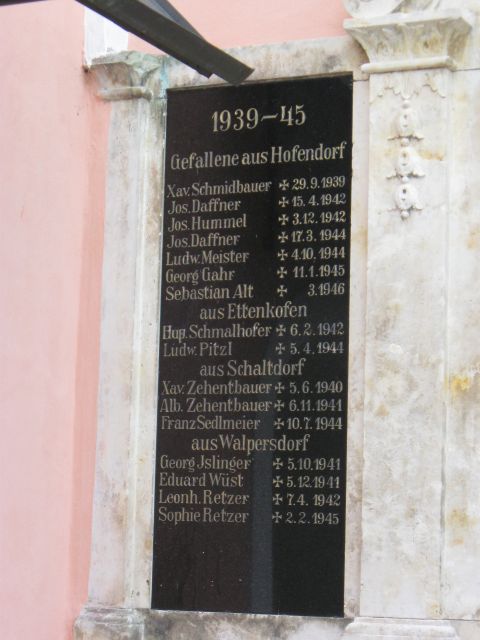 1939–45
Gefallene aus Hofendorf
Xav. Schmidbauer ✠ 29.9.1939
Jos. Daffner ✠ 15.4.1942
Jos. Hummel ✠ 3.12.1942
Jos. Daffner ✠ 17.3.1944
Ludw. Meister ✠ 4.10.1944
Georg Gahr ✠ 11.1.1945
Sebastian Alt ✠ 3.1946
aus Ettenkofen
Hup. Schmalhofer ✠ 6.2.1942
Ludw. Pitzl ✠ 5.4.1944
aus Schaltdorf
Xav. Zehentbauer ✠ 5.6.1940
Alb. Zehentbauer ✠ 6.11.1941
Franz Sedlmeier ✠ 10.7.1944
aus Walpersdorf
Georg Jslinger ✠ 5.10.1941
Eduard Wüst ✠ 5.12.1941
Leonh. Retzer ✠ 7.4.1942
Sophie Retzer ✠ 2.2.1945